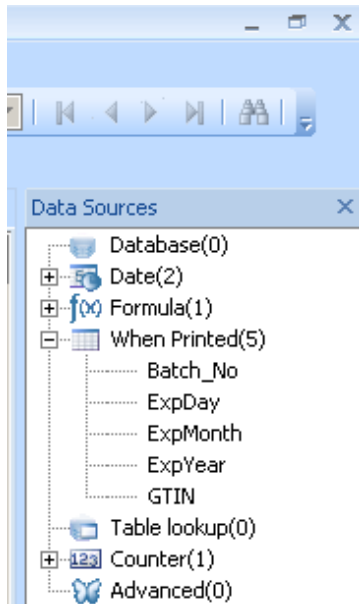 Data Sources
Database(0)
Date(2)
f(x) Formula(1)
When Printed(5)
Batch_No
ExpDay
ExpMonth
ExpYear
GTIN
Table lookup(0)
123 Counter(1)
Advanced(0)